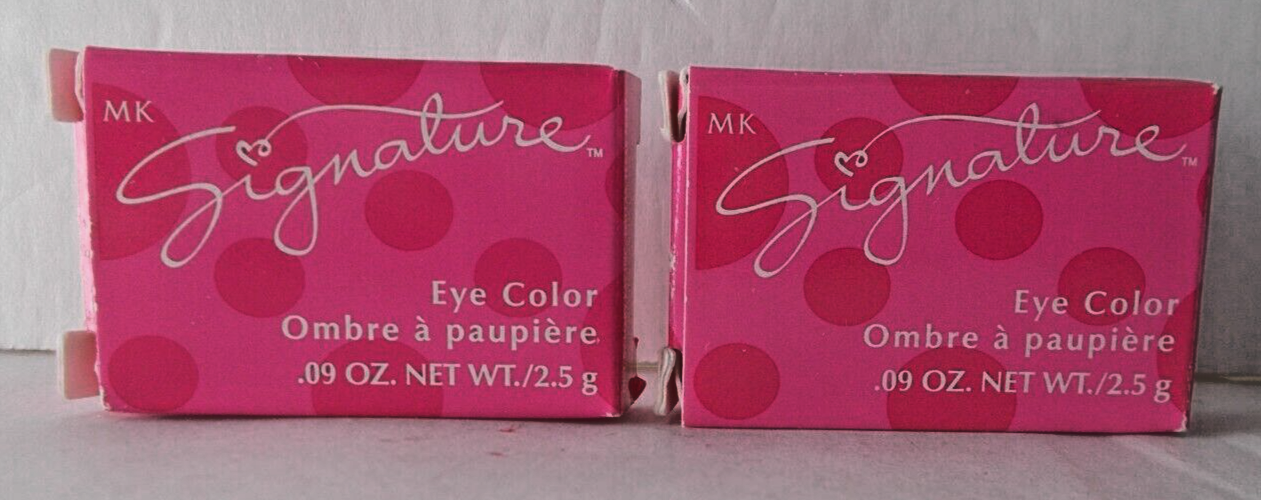 MK
Signature™
Eye Color
Ombre à paupière
.09 OZ. NET WT./2.5 g
MK
Signature™
Eye Color
Ombre à paupière
.09 OZ. NET WT./2.5 g